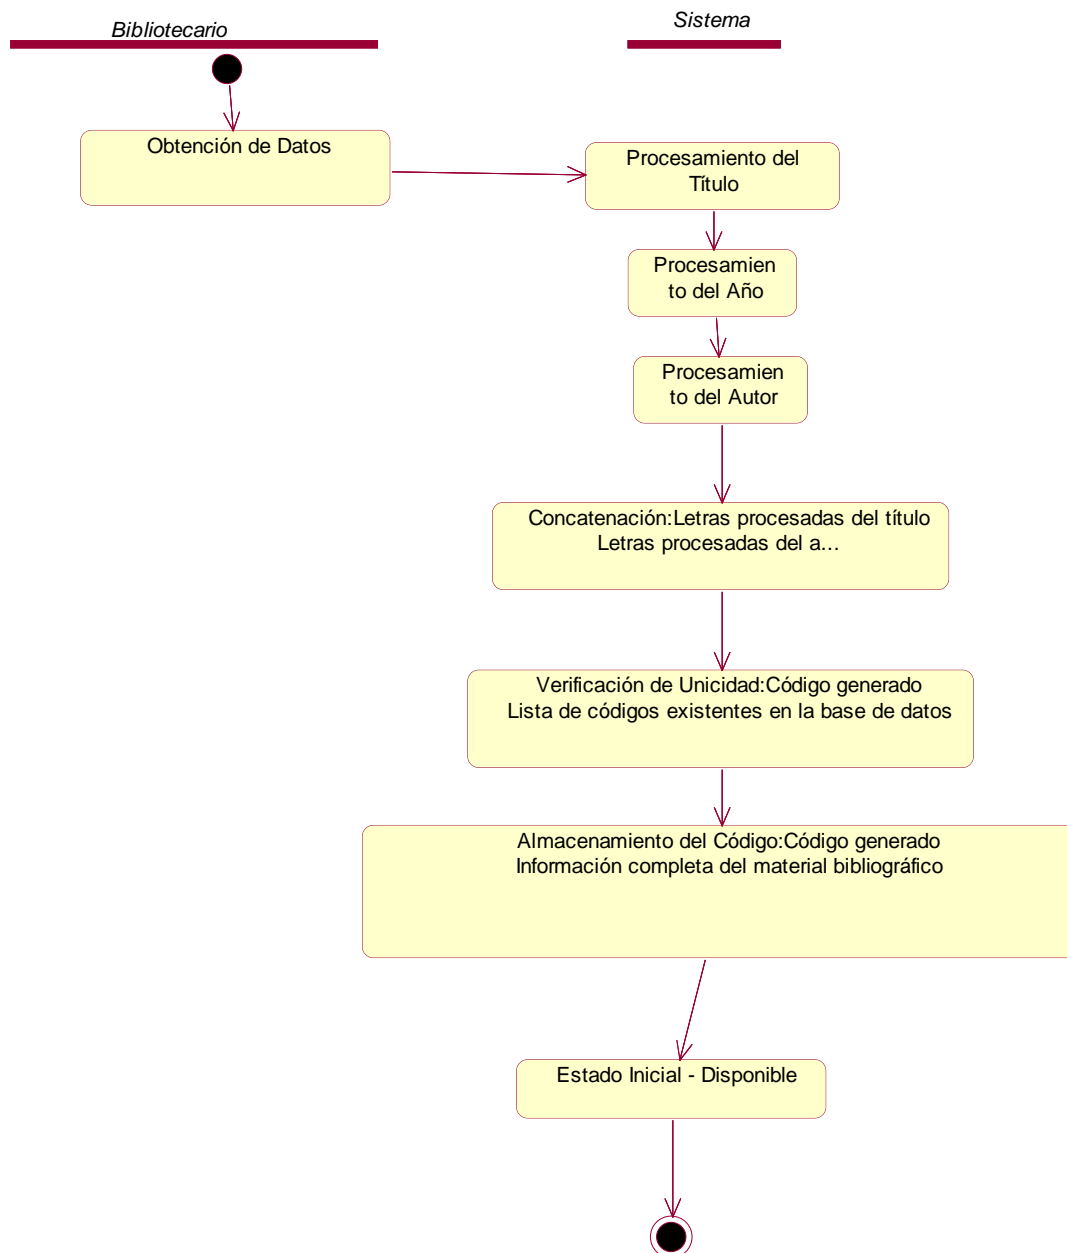 Bibliotecario
Sistema
Obtención de Datos
Procesamiento del
Título
Procesamien
to del Año
Procesamien
to del Autor
Concatenación:Letras procesadas del título
Letras procesadas del a...
Verificación de Unicidad:Código generado
Lista de códigos existentes en la base de datos
Almacenamiento del Código:Código generado
Información completa del material bibliográfico
Estado Inicial - Disponible